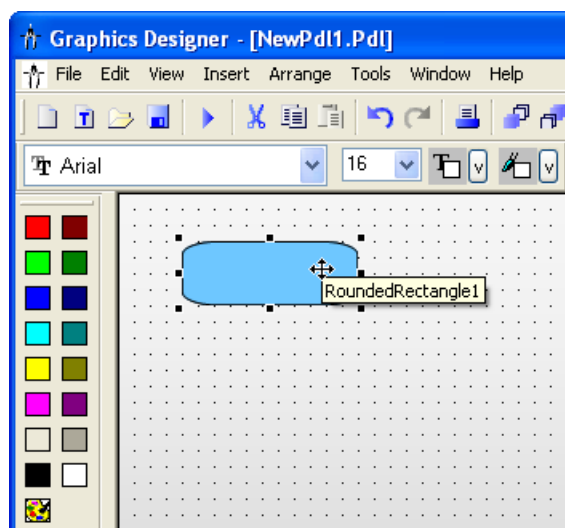 Graphics Designer - [NewPdl1.Pdl]
File Edit View Insert Arrange Tools Window Help
Arial 16
RoundedRectangle1